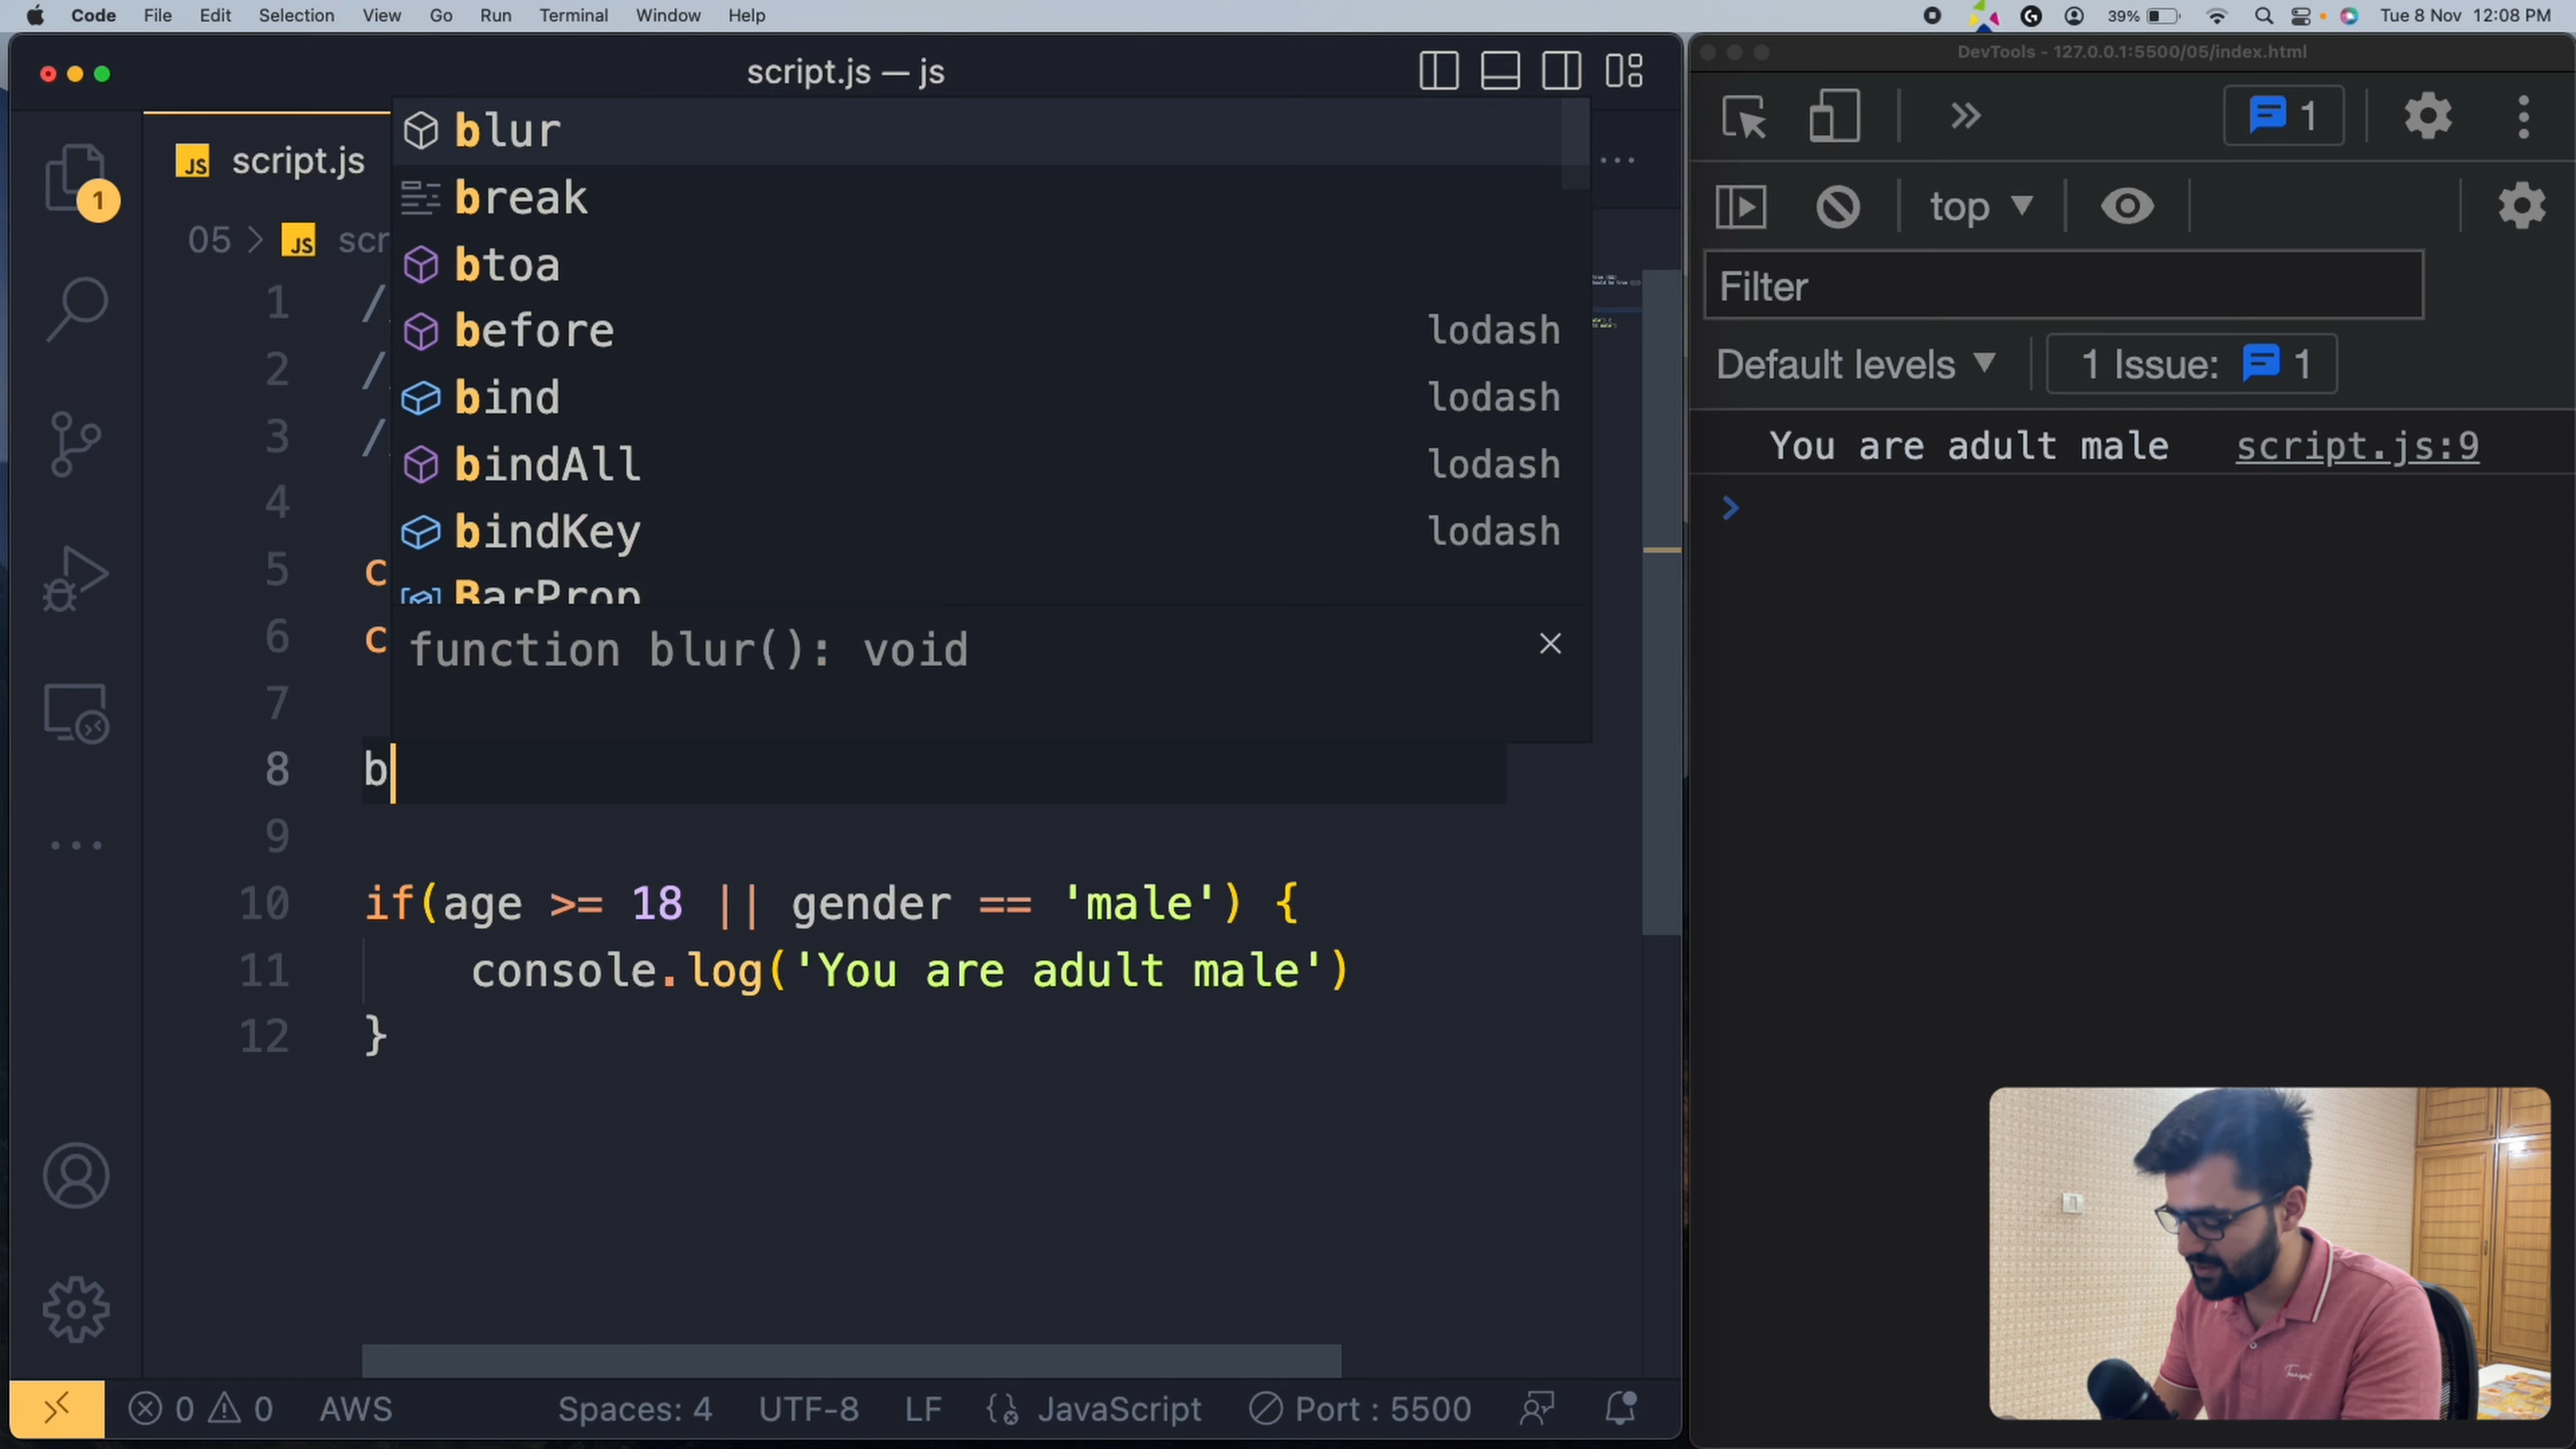 Code File Edit Selection View Go Run Terminal Window Help 39% Tue 8 Nov 12:08 PM
script.js — js
JS script.js
05 > JS scr
1 /
2 /
3 /
4
5 c
6 c
7
8 b
9
10 if(age >= 18 || gender == 'male') {
11 console.log('You are adult male')
12 }
blur
break
btoa
before lodash
bind lodash
bindAll lodash
bindKey lodash
BarProp
function blur(): void
1
0 0 AWS Spaces: 4 UTF-8 LF JavaScript Port : 5500
DevTools - 127.0.0.1:5500/05/index.html
1
top
Filter
Default levels 1 Issue: 1
You are adult male script.js:9
>